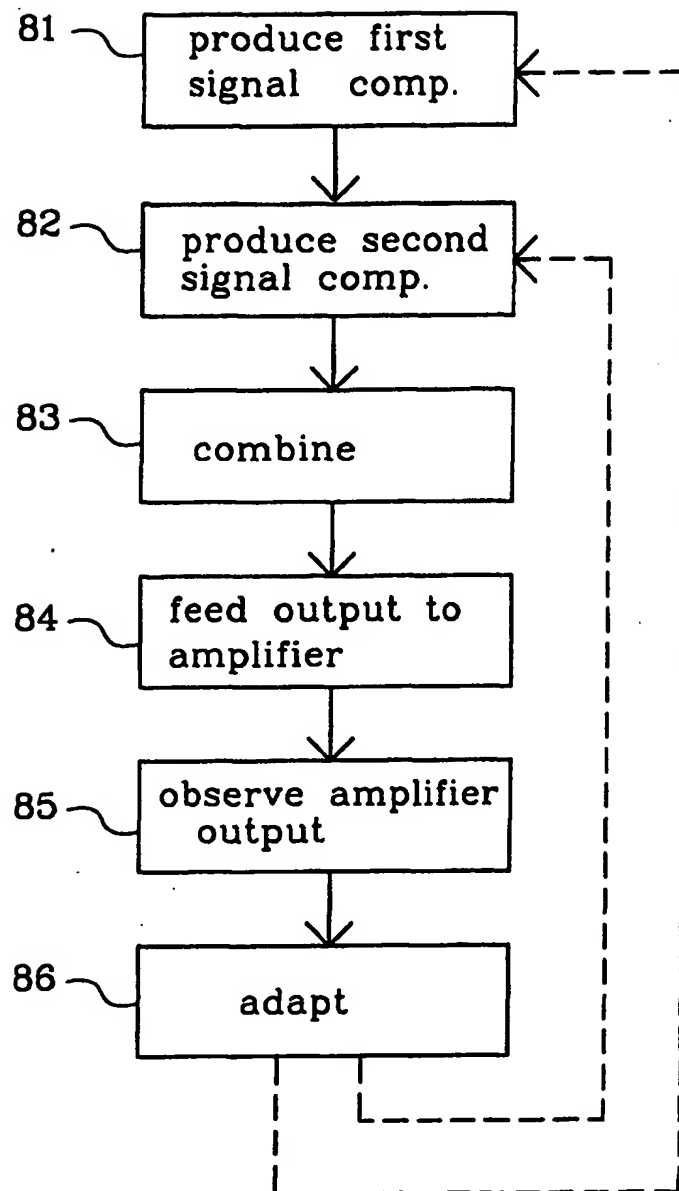 81
produce first
signal comp.
82
produce second
signal comp.
83
combine
84
feed output to
amplifier
85
observe amplifier
output
86
adapt